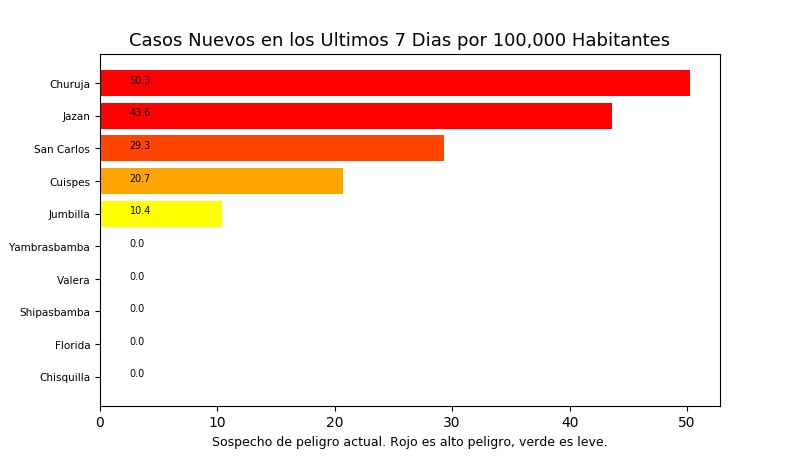 Casos Nuevos en los Ultimos 7 Dias por 100,000 Habitantes
Churuja 50.3
Jazan 43.6
San Carlos 29.3
Cuispes 20.7
Jumbilla 10.4
Yambrasbamba 0.0
Valera 0.0
Shipasbamba 0.0
Florida 0.0
Chisquilla 0.0
0 10 20 30 40 50
Sospecho de peligro actual. Rojo es alto peligro, verde es leve.